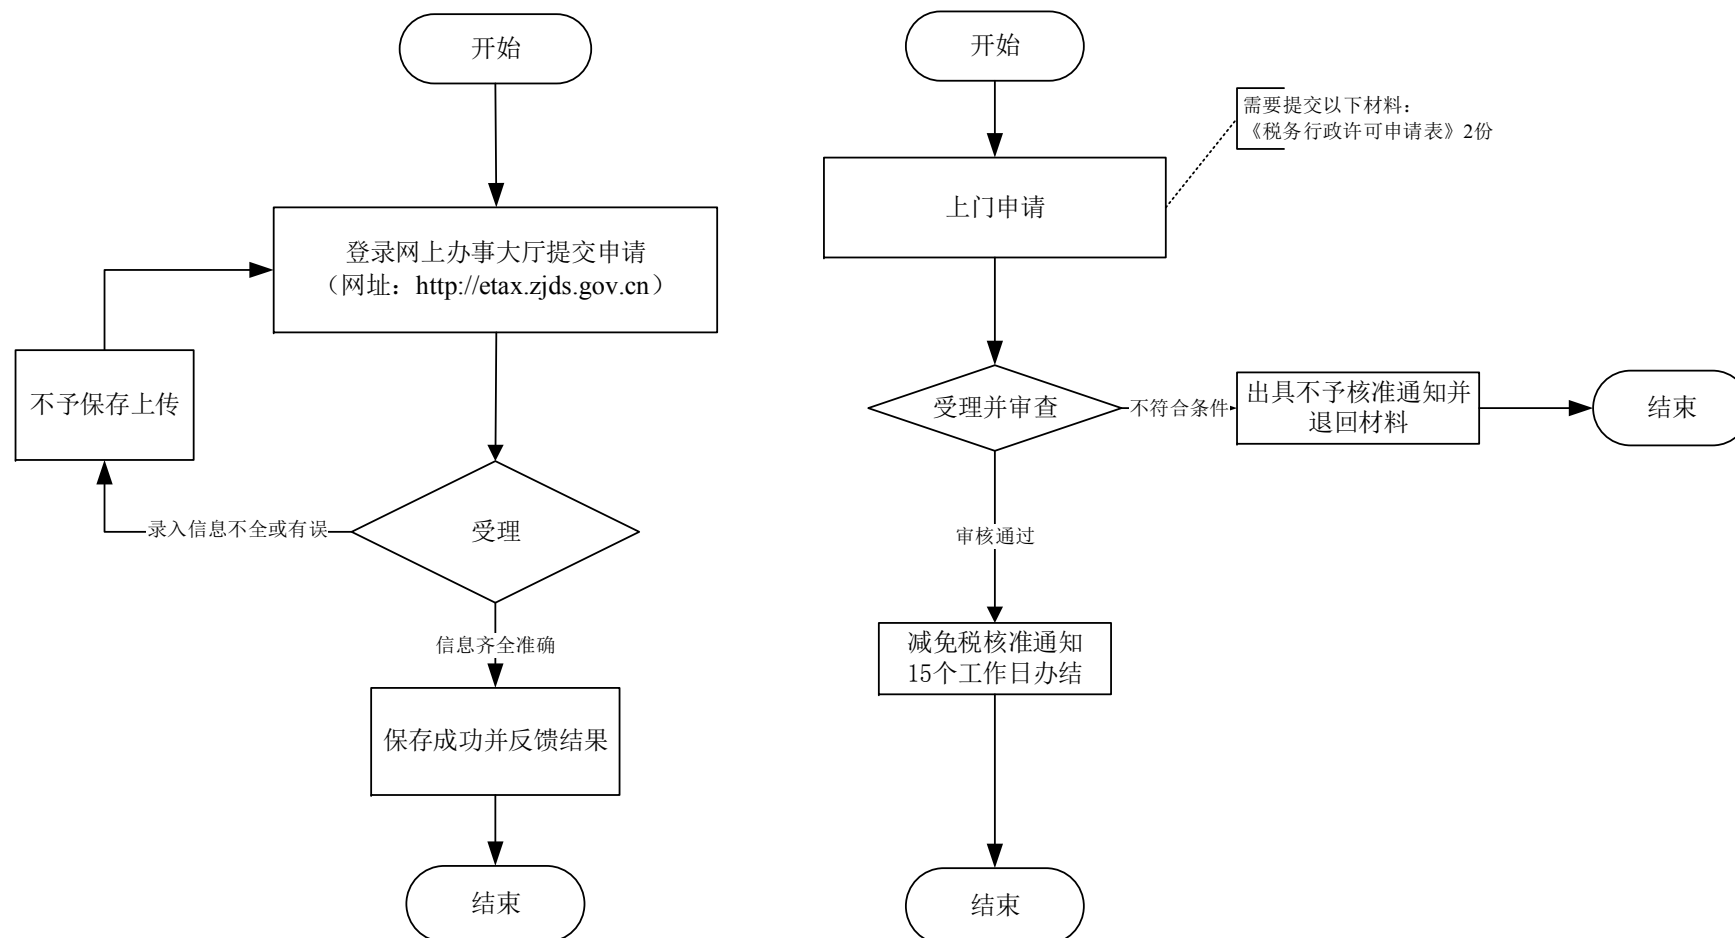 开始
登录网上办事大厅提交申请
（网址：http://etax.zjds.gov.cn）
不予保存上传
录入信息不全或有误
受理
信息齐全准确
保存成功并反馈结果
结束
开始
需要提交以下材料：
《税务行政许可申请表》2份
上门申请
受理并审查
不符合条件
出具不予核准通知并
退回材料
结束
审核通过
减免税核准通知
15个工作日办结
结束